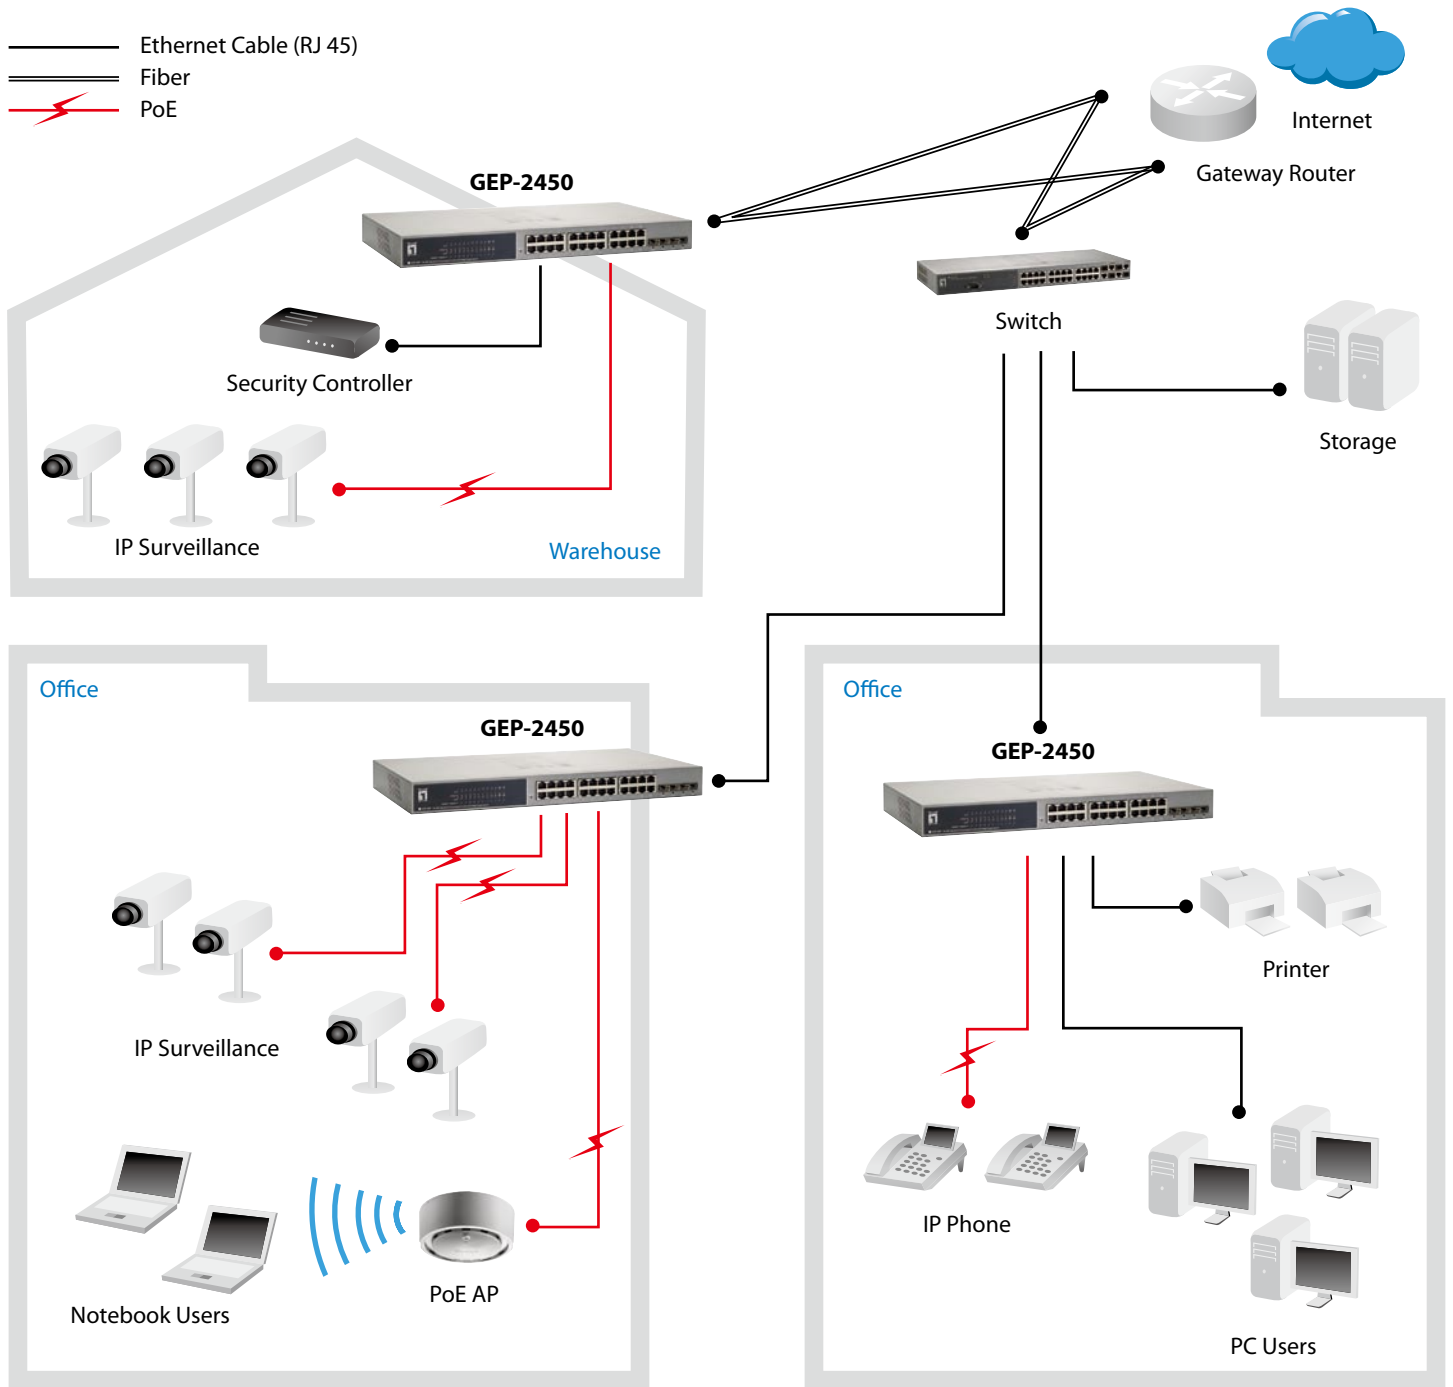 Ethernet Cable (RJ 45)
Fiber
PoE
Internet
Gateway Router
GEP-2450
Switch
Security Controller
Storage
IP Surveillance
Warehouse
Office
GEP-2450
IP Surveillance
Notebook Users
PoE AP
Office
GEP-2450
Printer
IP Phone
PC Users